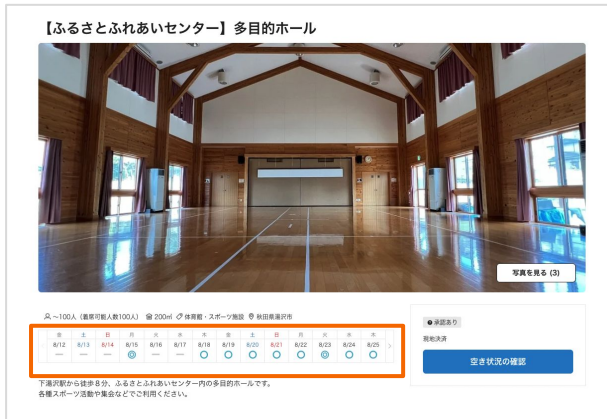 【ふるさとふれあいセンター】多目的ホール
写真を見る (3)
~100人（着席可能人数100人） 200㎡ 体育館・スポーツ施設 秋田県湯沢市
金 土 日 月 火 水 木 金 土 日 月 火 水 木
8/12 8/13 8/14 8/15 8/16 8/17 8/18 8/19 8/20 8/21 8/22 8/23 8/24 8/25
— — — ◎ — — ○ ○ ○ ○ ○ ◎ ○ ○
下湯沢駅から徒歩８分、ふるさとふれあいセンター内の多目的ホールです。
各種スポーツ活動や集会などでご利用ください。
承認あり
現地決済
空き状況の確認